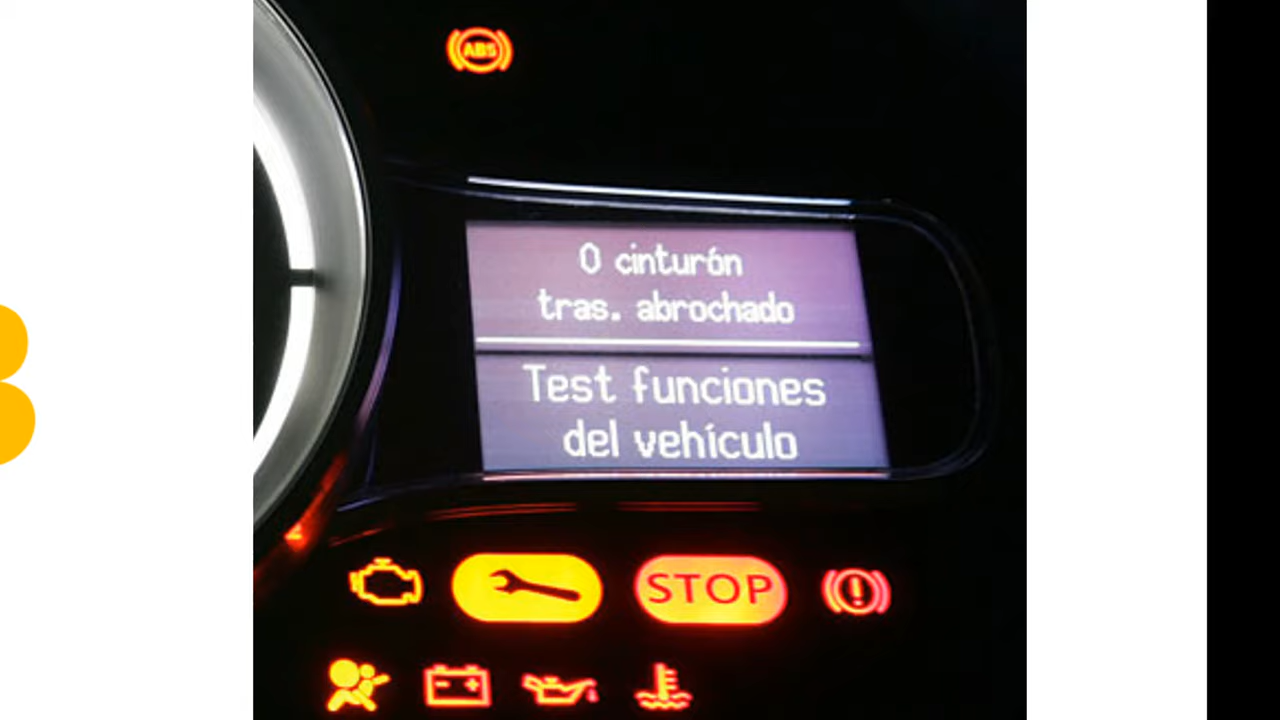 ABS
0 cinturón
tras. abrochado
Test funciones
del vehículo
STOP